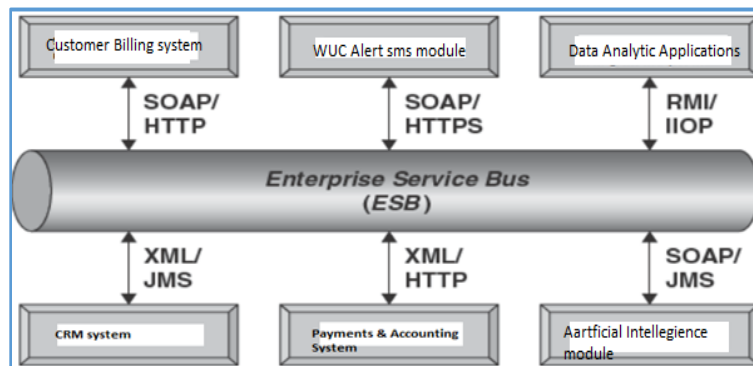 Customer Billing system
WUC Alert sms module
Data Analytic Applications
SOAP/
HTTP
SOAP/
HTTPS
RMI/
IIOP
Enterprise Service Bus
(ESB)
XML/
JMS
XML/
HTTP
SOAP/
JMS
CRM system
Payments & Accounting
System
Aartficial Intellegience
module